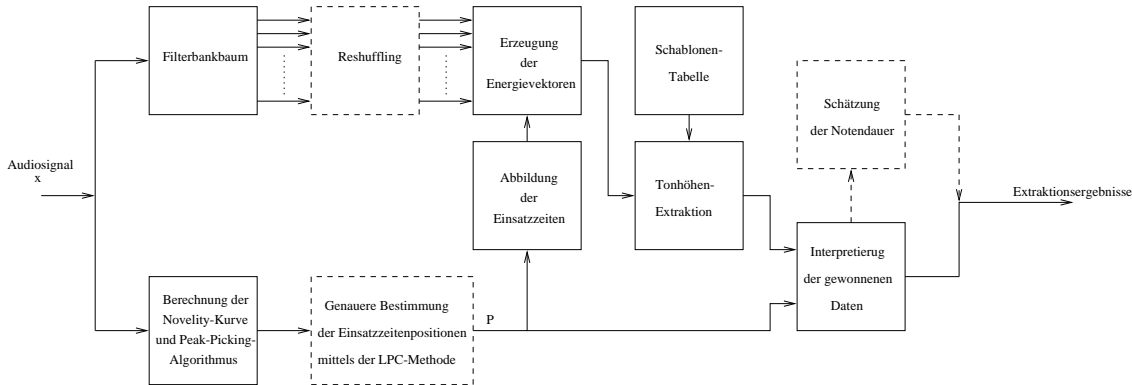 Filterbankbaum
Reshuffling
Erzeugung
der
Energievektoren
Schablonen-
Tabelle
Schätzung
der Notendauer
Audiosignal
x
Abbildung
der
Einsatzzeiten
Tonhöhen-
Extraktion
Extraktionsergebnisse
Interpretierug
der gewonnenen
Daten
Berechnung der
Novelity-Kurve
und Peak-Picking-
Algorithmus
Genauere Bestimmung
der Einsatzzeitenpositionen
mittels der LPC-Methode
P